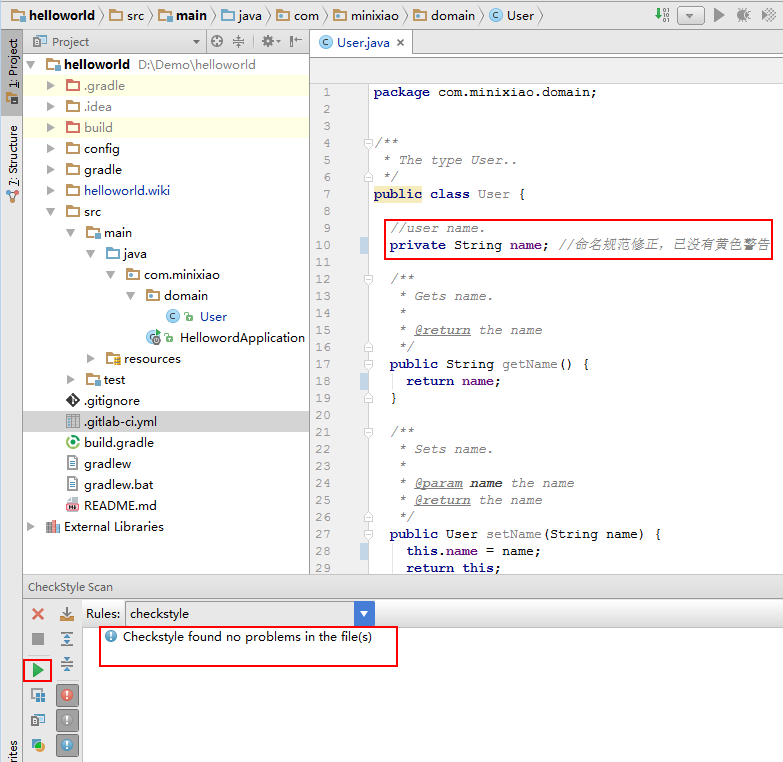 helloworld src main java com minixiao domain User
1: Project
7: Structure
Project
User.java
helloworld D:\Demo\helloworld
.gradle
.idea
build
config
gradle
helloworld.wiki
src
main
java
com.minixiao
domain
User
HellowordApplication
resources
test
.gitignore
.gitlab-ci.yml
build.gradle
gradlew
gradlew.bat
README.md
External Libraries
1 package com.minixiao.domain;
2
3
4 /**
5 * The type User..
6 */
7 public class User {
8
9 //user name.
10 private String name; //命名规范修正，已没有黄色警告
11
12 /**
13 * Gets name.
14 *
15 * @return the name
16 */
17 public String getName() {
18 return name;
19 }
20
21 /**
22 * Sets name.
23 *
24 * @param name the name
25 * @return the name
26 */
27 public User setName(String name) {
28 this.name = name;
29 return this;
CheckStyle Scan
Rules: checkstyle
Checkstyle found no problems in the file(s)